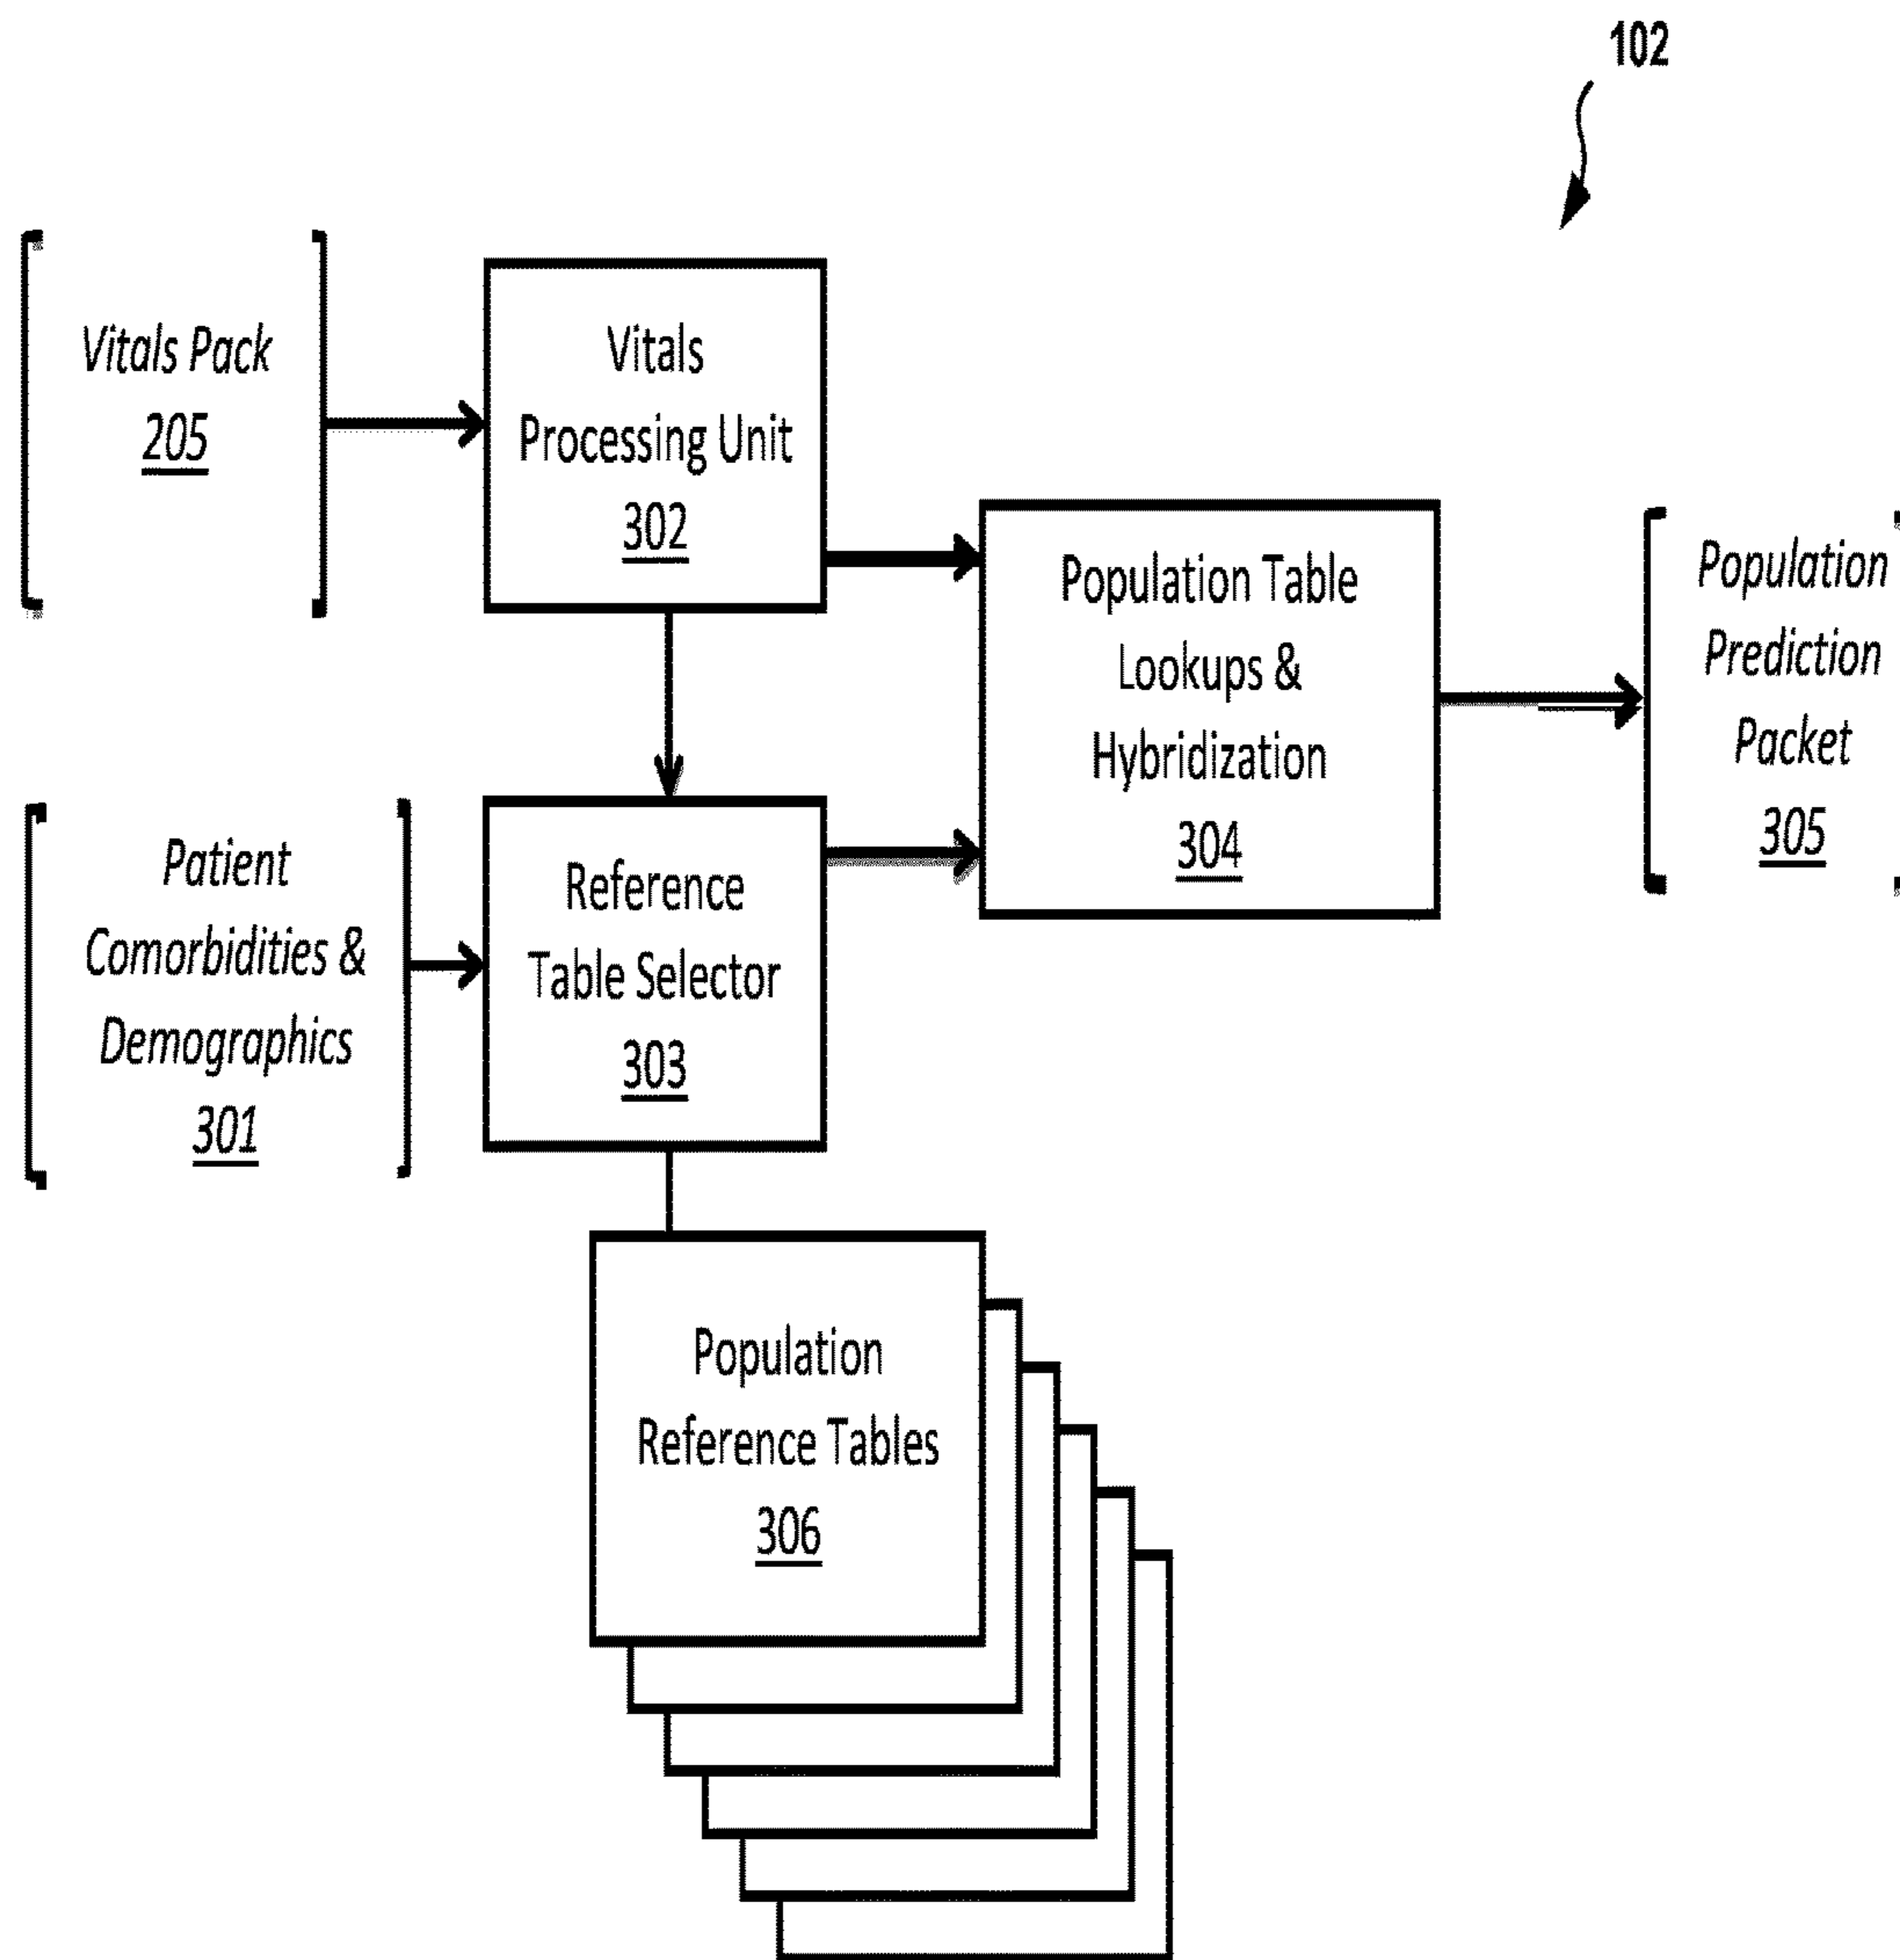 102
Vitals Pack
205
Vitals
Processing Unit
302
Population Table
Lookups &
Hybridization
304
Population
Prediction
Packet
305
Patient
Comorbidities &
Demographics
301
Reference
Table Selector
303
Population
Reference Tables
306